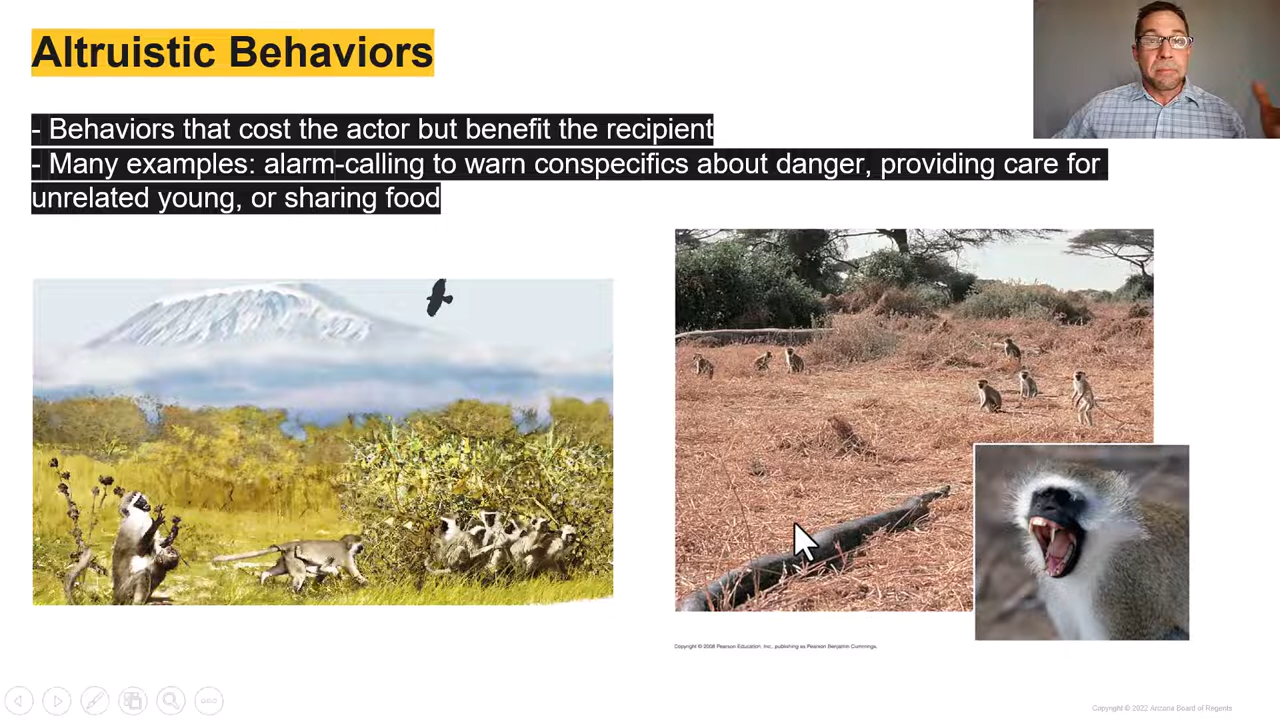 Altruistic Behaviors
- Behaviors that cost the actor but benefit the recipient
- Many examples: alarm-calling to warn conspecifics about danger, providing care for
unrelated young, or sharing food
Copyright © 2008 Pearson Education, Inc., publishing as Pearson Benjamin Cummings.
Copyright © 2022 Arizona Board of Regents